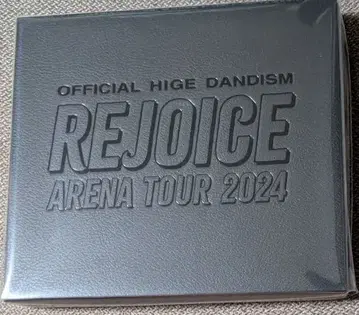 OFFICIAL HIGE DANDISM
REJOICE
ARENA TOUR 2024